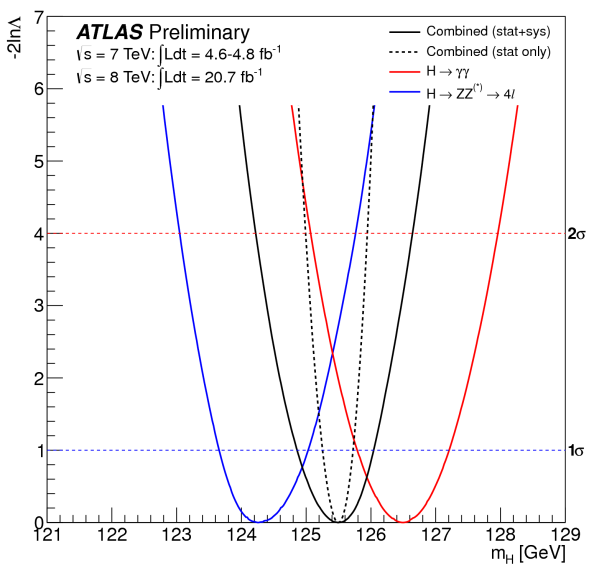 ATLAS Preliminary
√s = 7 TeV: ∫Ldt = 4.6-4.8 fb⁻¹
√s = 8 TeV: ∫Ldt = 20.7 fb⁻¹
Combined (stat+sys)
Combined (stat only)
H → γγ
H → ZZ⁽*⁾ → 4l
-2lnΛ
7
6
5
4
3
2
1
0
2σ
1σ
121 122 123 124 125 126 127 128 129
m_H [GeV]